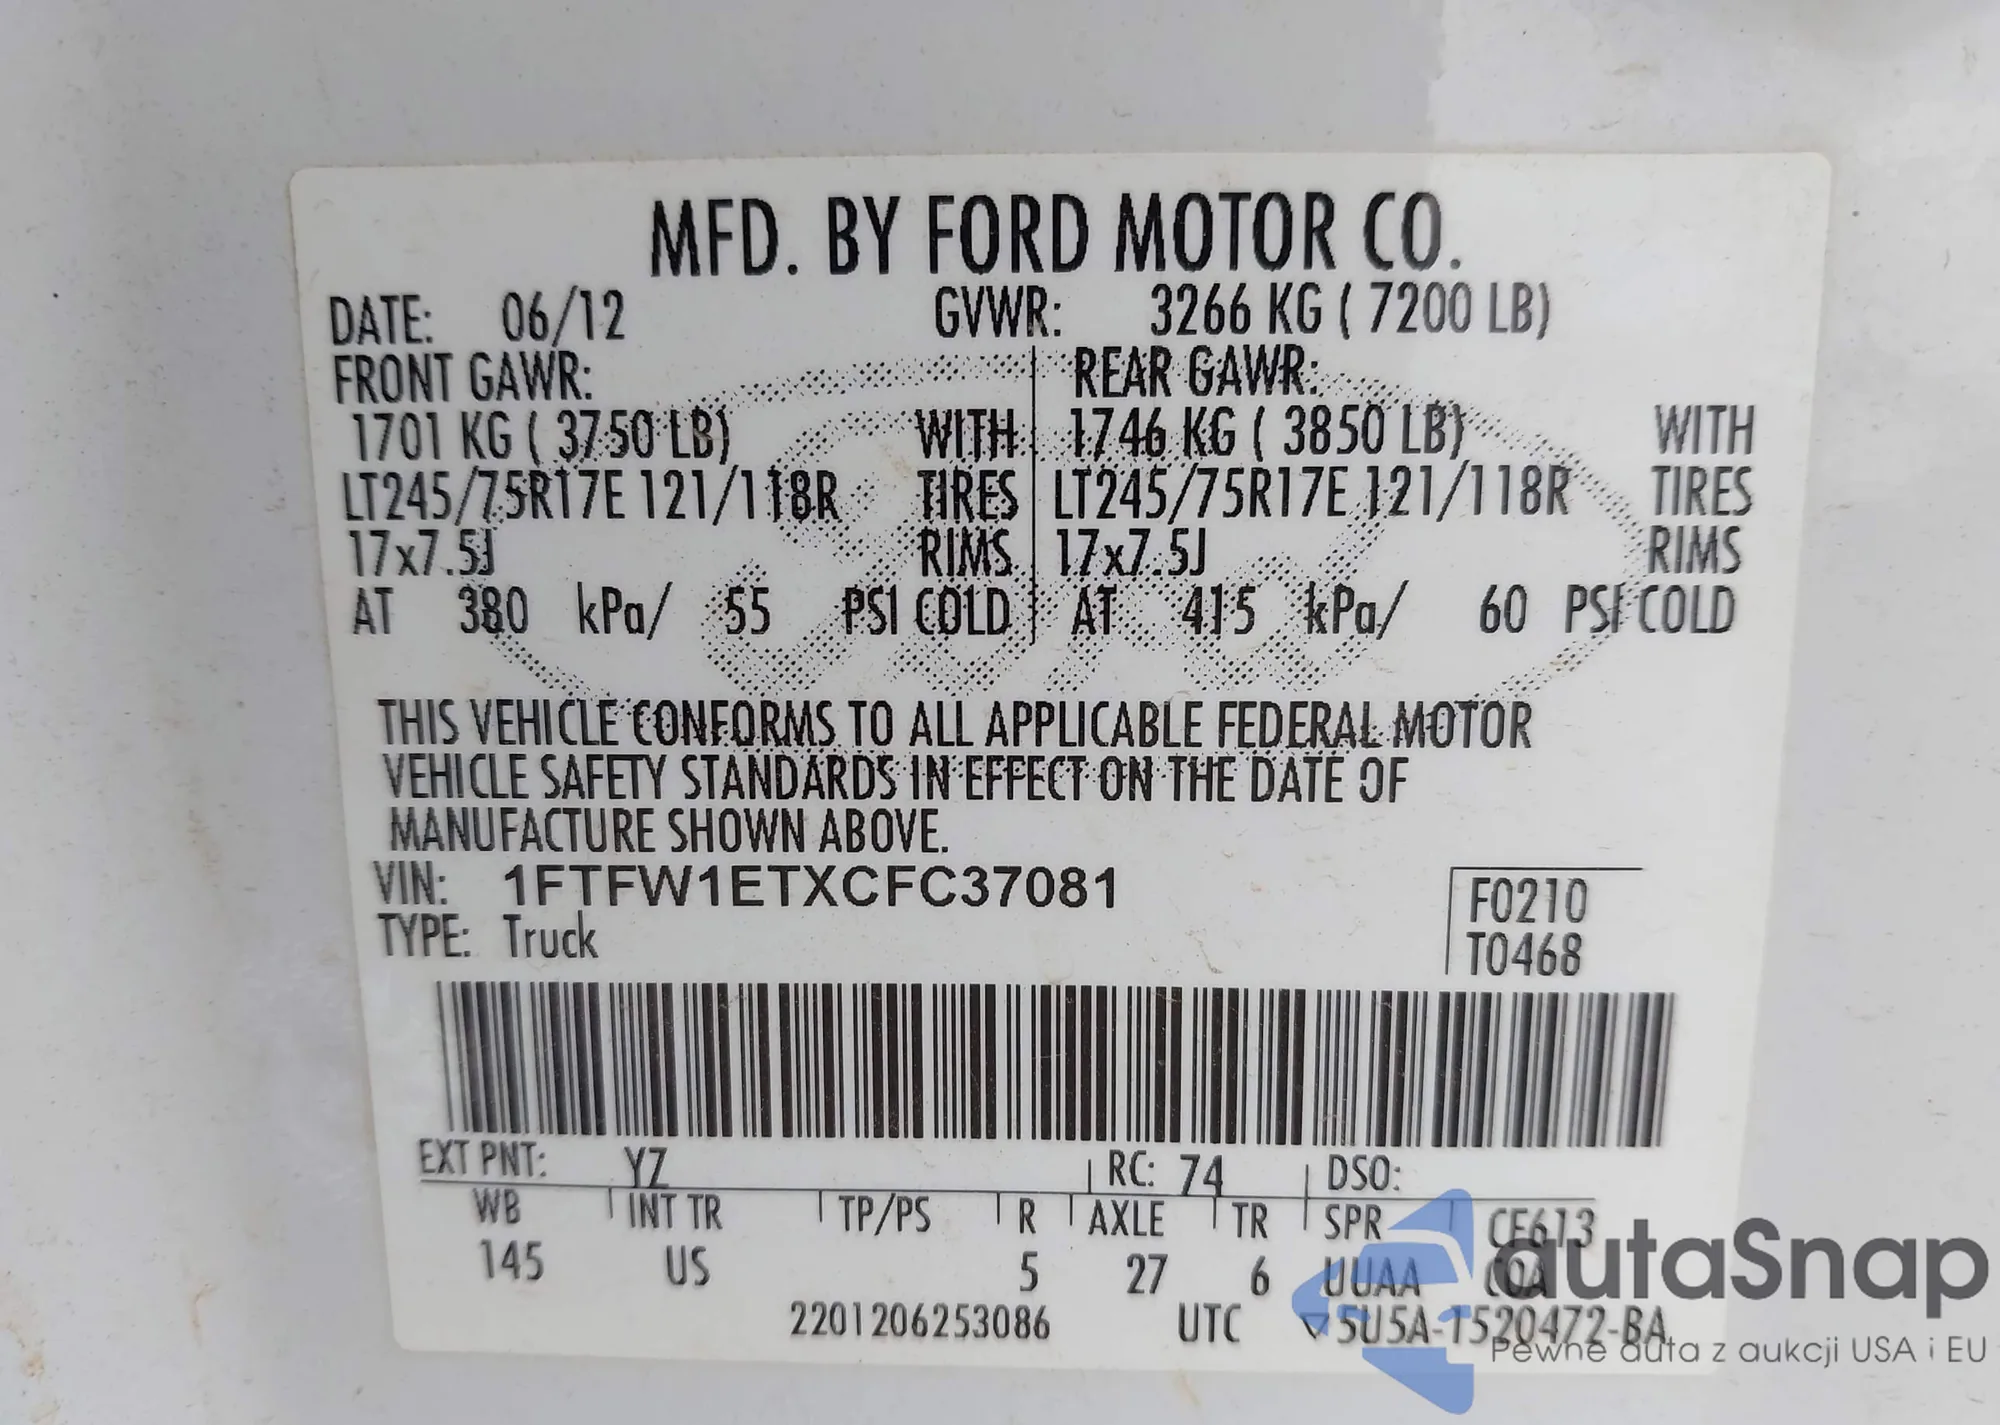 MFD. BY FORD MOTOR CO.
DATE: 06/12 GVWR: 3266 KG ( 7200 LB)
FRONT GAWR: REAR GAWR:
1701 KG ( 3750 LB) WITH 1746 KG ( 3850 LB) WITH
LT245/75R17E 121/118R TIRES LT245/75R17E 121/118R TIRES
17x7.5J RIMS 17x7.5J RIMS
AT 380 kPa/ 55 PSI COLD AT 415 kPa/ 60 PSI COLD
THIS VEHICLE CONFORMS TO ALL APPLICABLE FEDERAL MOTOR
VEHICLE SAFETY STANDARDS IN EFFECT ON THE DATE OF
MANUFACTURE SHOWN ABOVE.
VIN: 1FTFW1ETXCFC37081
TYPE: Truck
F0210
T0468
EXT PNT: YZ RC: 74 DSO:
WB INT TR TP/PS R AXLE TR SPR CF613
145 US 5 27 6 UUAA COA
2201206253086 UTC ▽5U5A-1520472-BA
autaSnap
Pewne auta z aukcji USA i EU